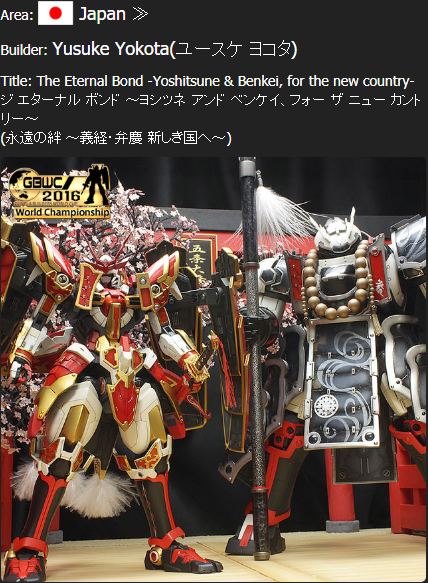 Area: Japan ≫
Builder: Yusuke Yokota(ユースケ ヨコタ)
Title: The Eternal Bond -Yoshitsune & Benkei, for the new country-
ジ エターナル ボンド ～ヨシツネ アンド ベンケイ、フォー ザ ニュー カント
リー～
(永遠の絆 ～義経・弁慶 新しき国へ～)
GBWC
2016
World Championship
五条大